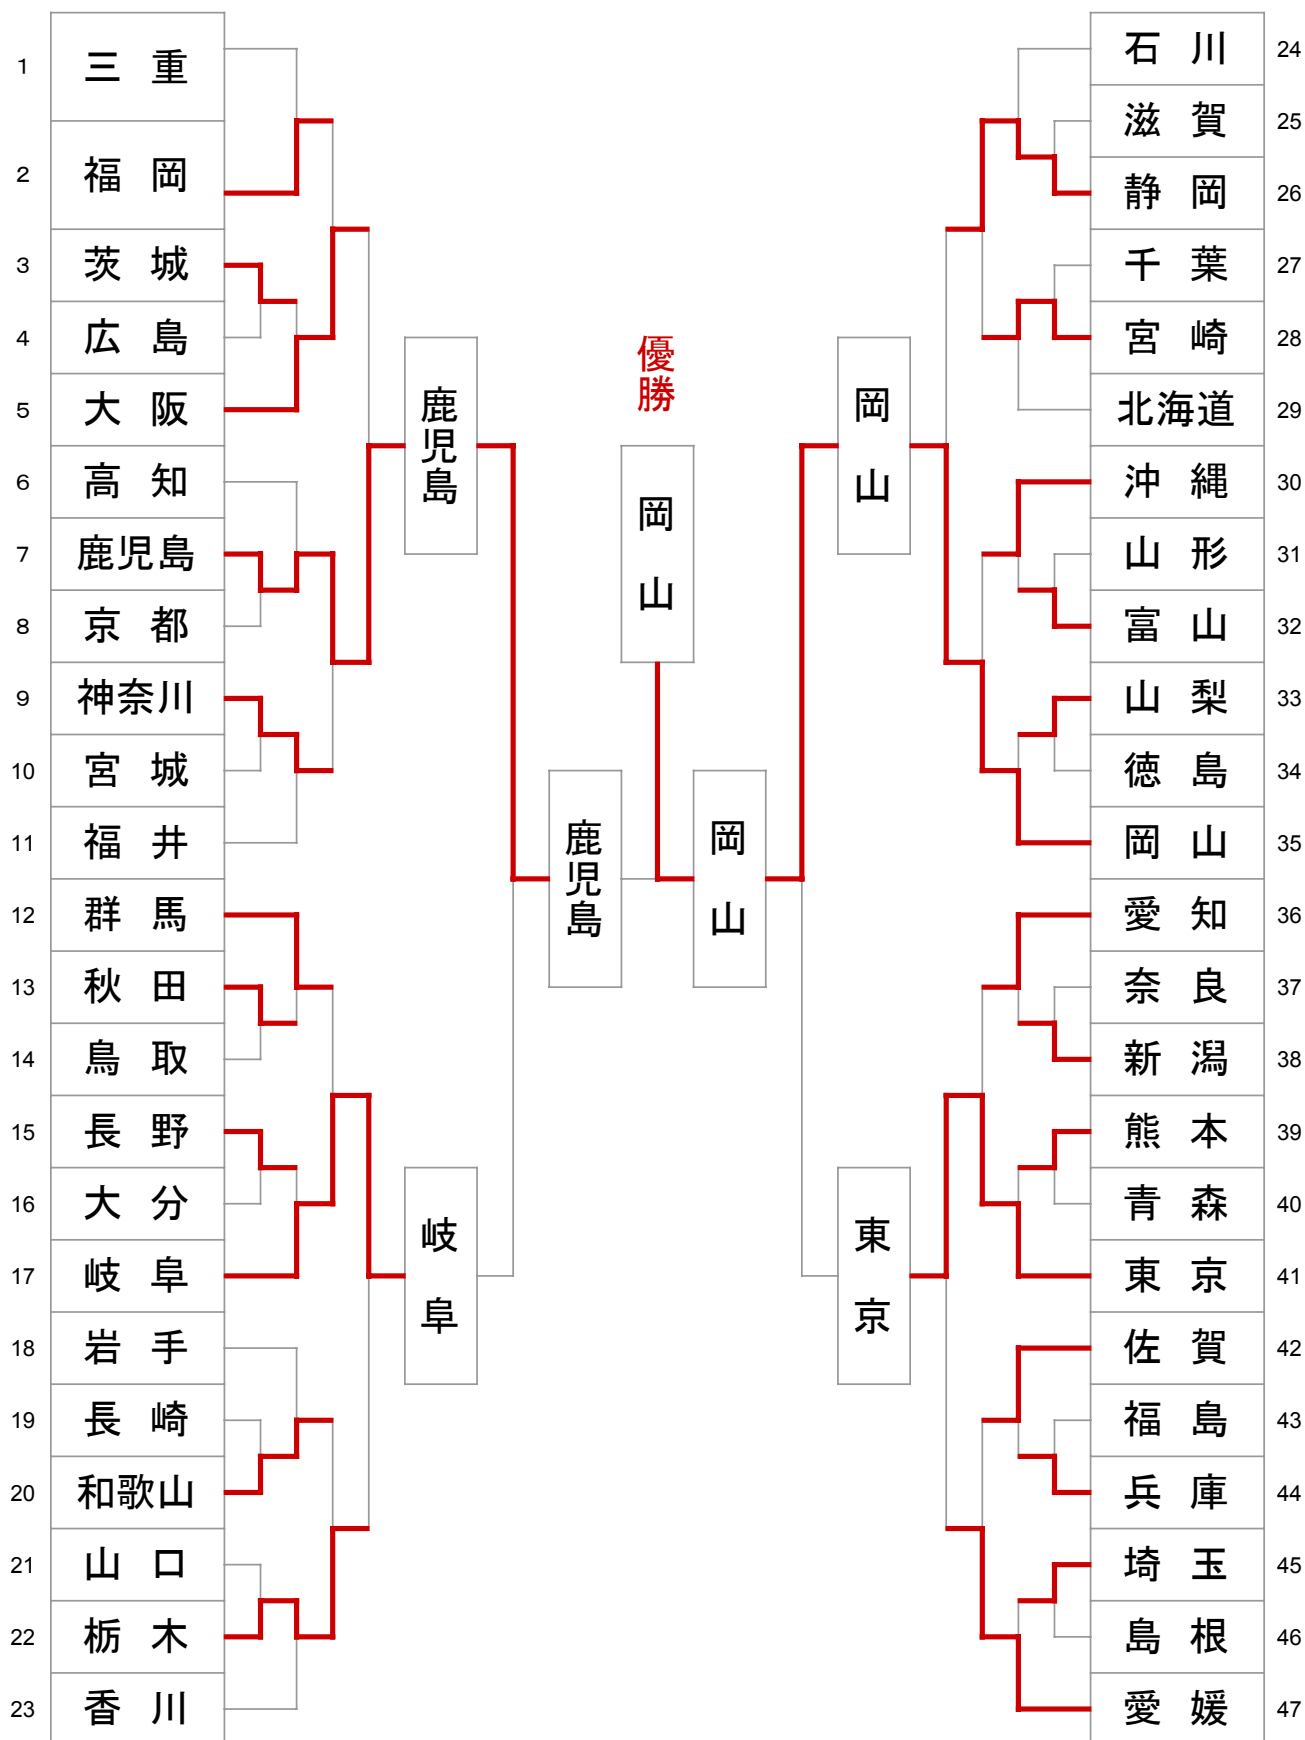 1 三重
2 福岡
3 茨城
4 広島
5 大阪
6 高知
7 鹿児島
8 京都
9 神奈川
10 宮城
11 福井
12 群馬
13 秋田
14 鳥取
15 長野
16 大分
17 岐阜
18 岩手
19 長崎
20 和歌山
21 山口
22 栃木
23 香川
鹿児島
岐阜
鹿児島
優勝
岡山
岡山
岡山
東京
石川 24
滋賀 25
静岡 26
千葉 27
宮崎 28
北海道 29
沖縄 30
山形 31
富山 32
山梨 33
徳島 34
岡山 35
愛知 36
奈良 37
新潟 38
熊本 39
青森 40
東京 41
佐賀 42
福島 43
兵庫 44
埼玉 45
島根 46
愛媛 47